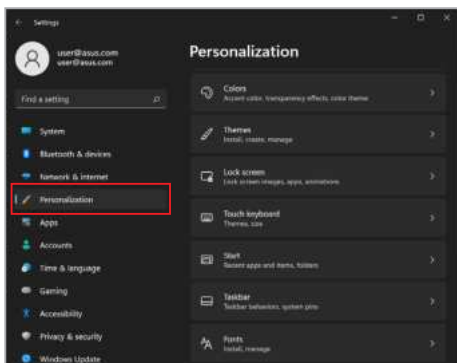 Settings
user@asus.com
user@asus.com
Find a setting
System
Bluetooth & devices
Network & internet
Personalization
Apps
Accounts
Time & language
Gaming
Accessibility
Privacy & security
Windows Update
Personalization
Colors
Accent color, transparency effects, color theme
Themes
Install, create, manage
Lock screen
Lock screen images, apps, animations
Touch keyboard
Themes, size
Start
Recent apps and items, folders
Taskbar
Taskbar behaviors, system pins
Fonts
Install, manage